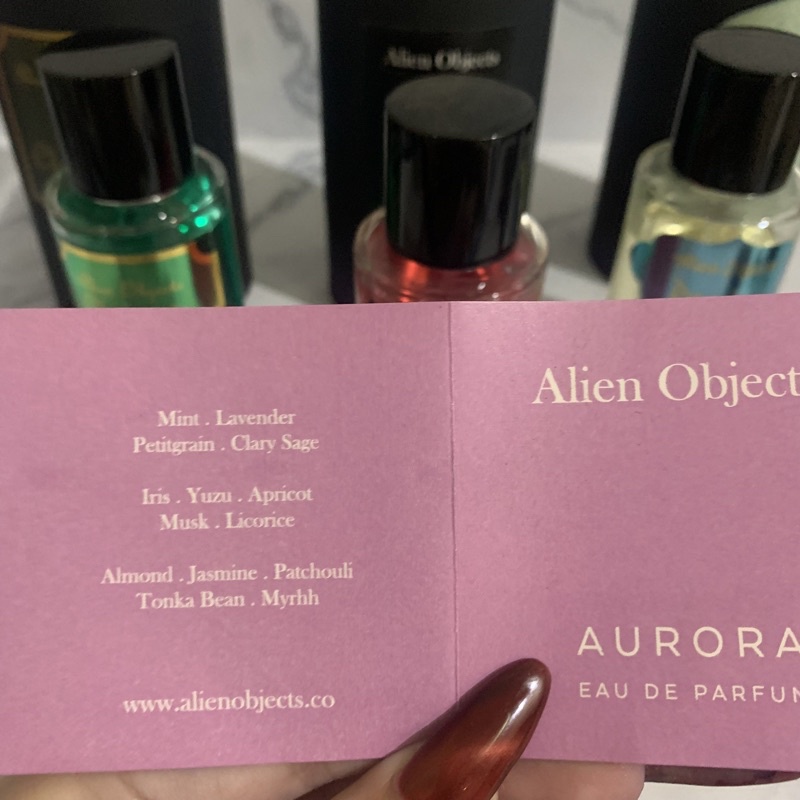 Alien Objects
Mint . Lavender
Petitgrain . Clary Sage
Iris . Yuzu . Apricot
Musk . Licorice
Almond . Jasmine . Patchouli
Tonka Bean . Myrhh
www.alienobjects.co
Alien Object
AURORA
EAU DE PARFUM